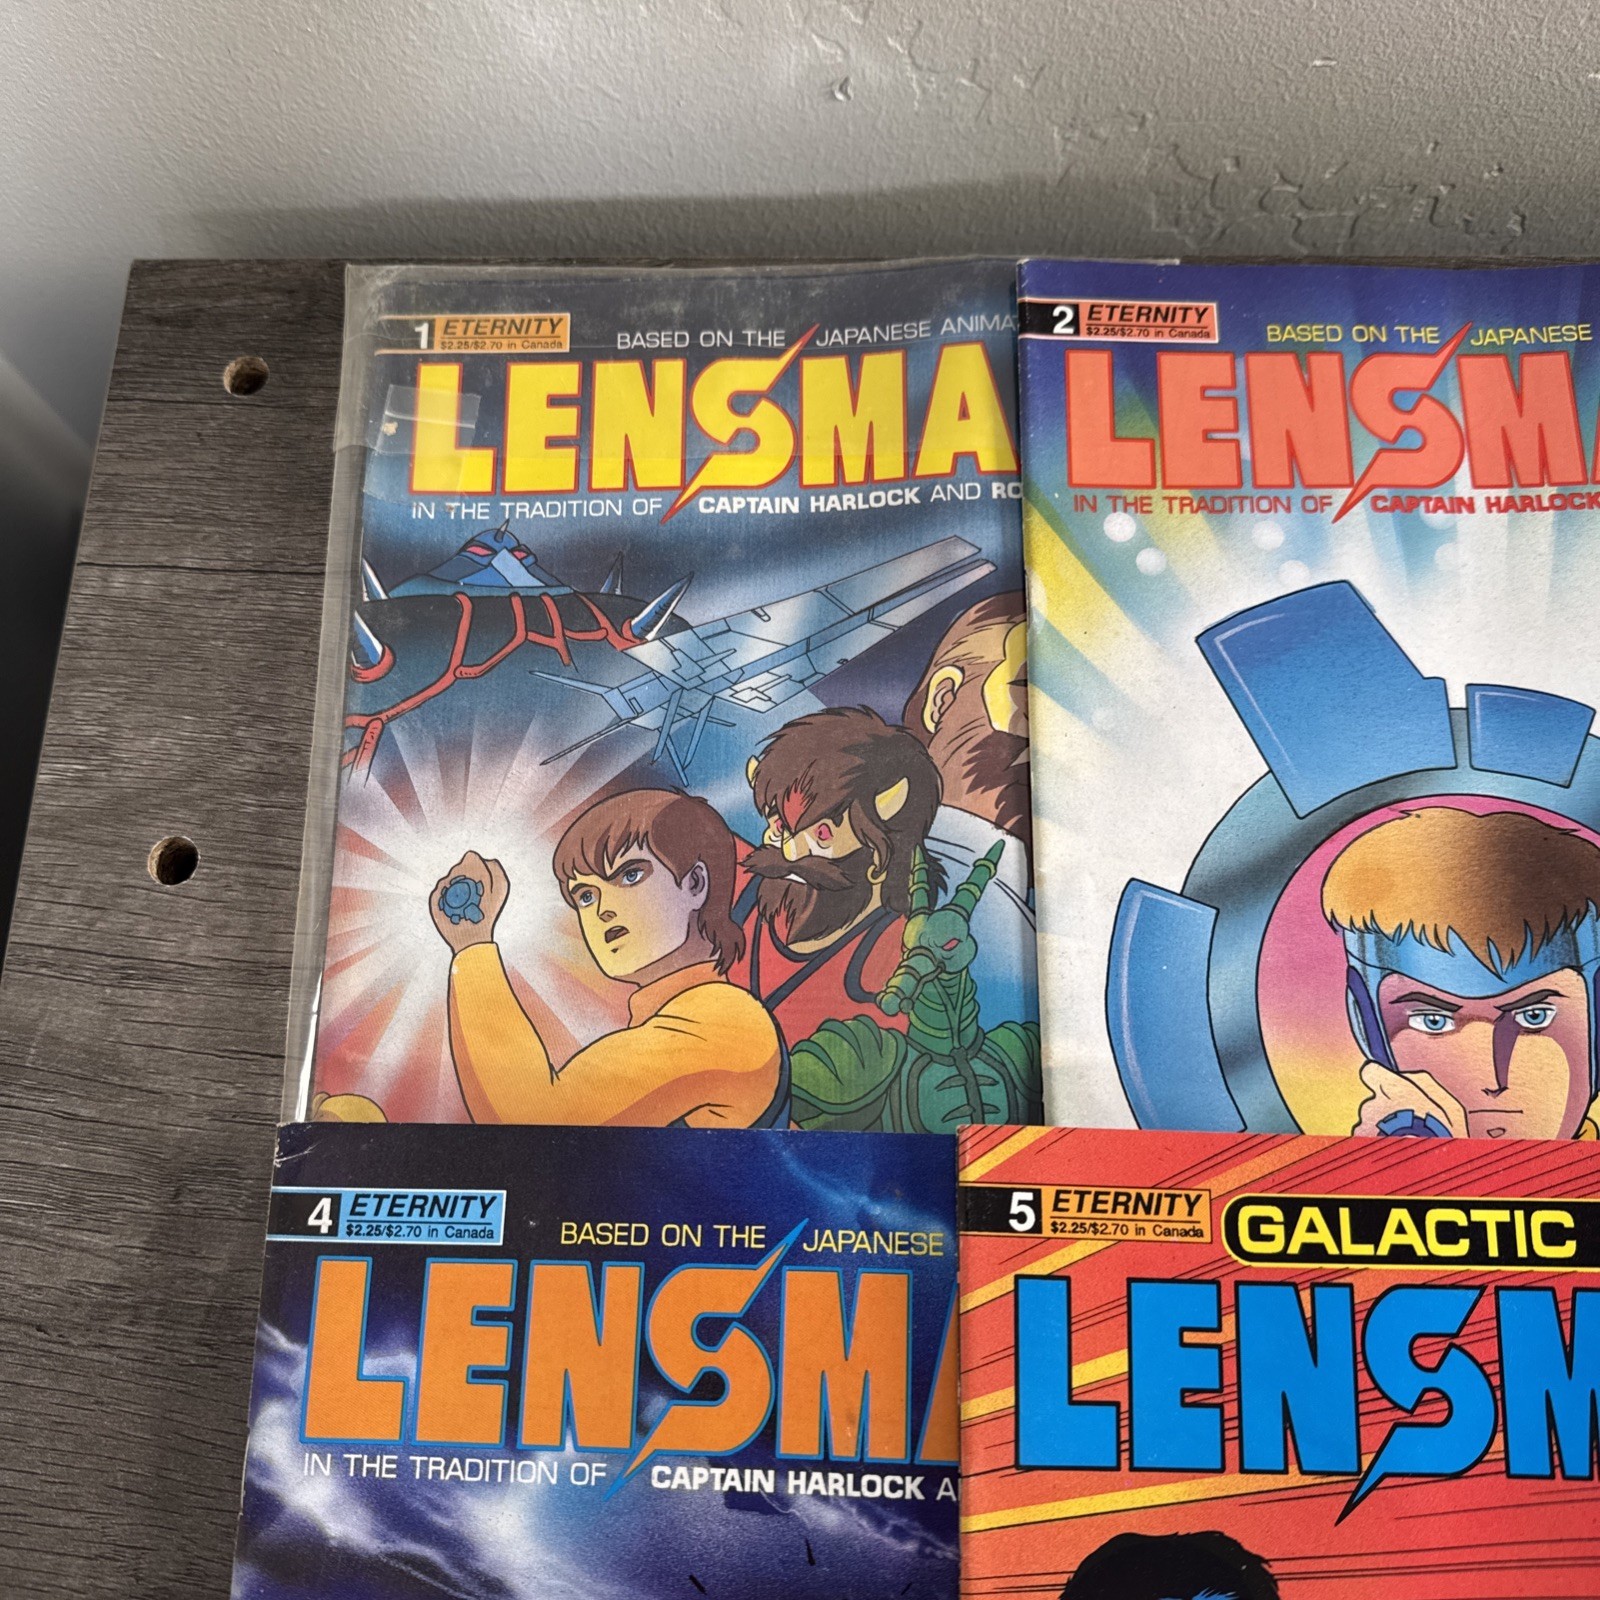 1 ETERNITY
$2.25/$2.70 in Canada
BASED ON THE JAPANESE ANIMA
LENSMA
IN THE TRADITION OF CAPTAIN HARLOCK AND RO
2 ETERNITY
$2.25/$2.70 in Canada
BASED ON THE JAPANESE
LENSM
IN THE TRADITION OF CAPTAIN HARLOCK
4 ETERNITY
$2.25/$2.70 in Canada
BASED ON THE JAPANESE
LENSM
IN THE TRADITION OF CAPTAIN HARLOCK A
5 ETERNITY
$2.25/$2.70 in Canada
GALACTIC
LENSM